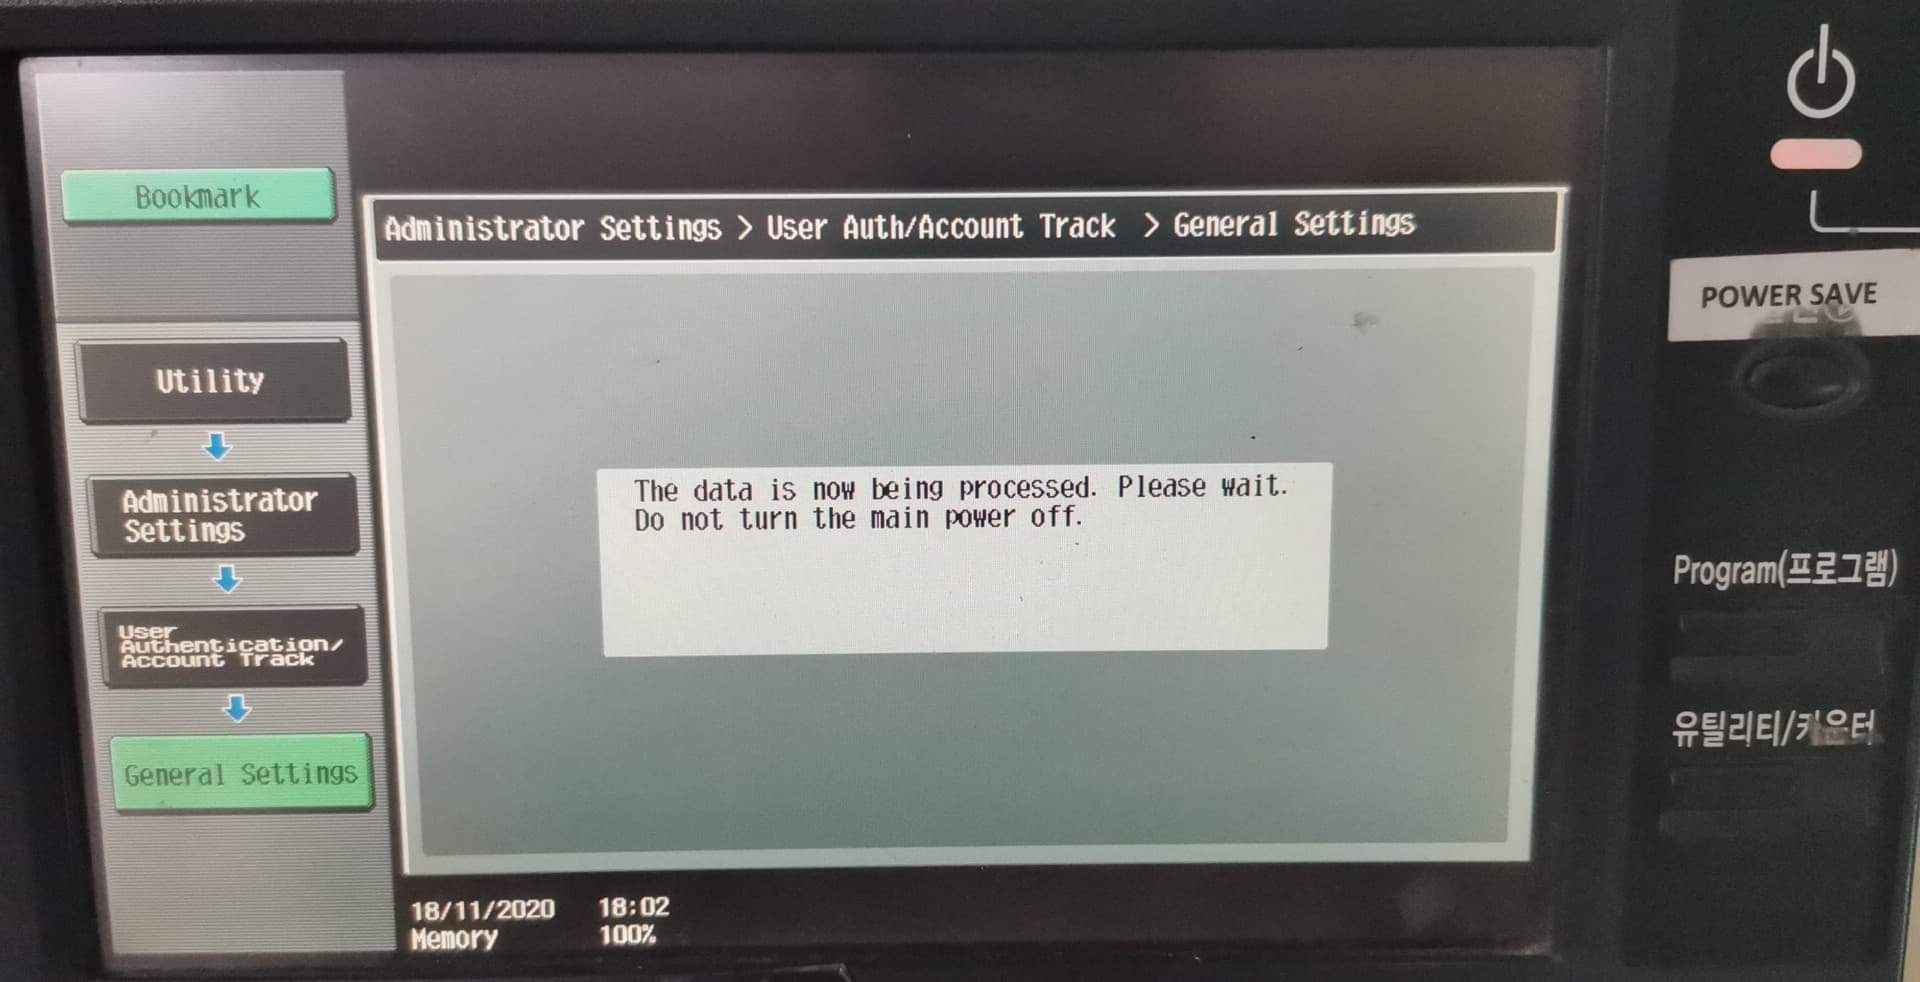 Bookmark
Administrator Settings > User Auth/Account Track > General Settings
Utility
Administrator
Settings
User
Authentication/
Account Track
General Settings
The data is now being processed. Please wait.
Do not turn the main power off.
18/11/2020 18:02
Memory 100%
POWER SAVE
Program(프로그램)
유틸리티/카운터